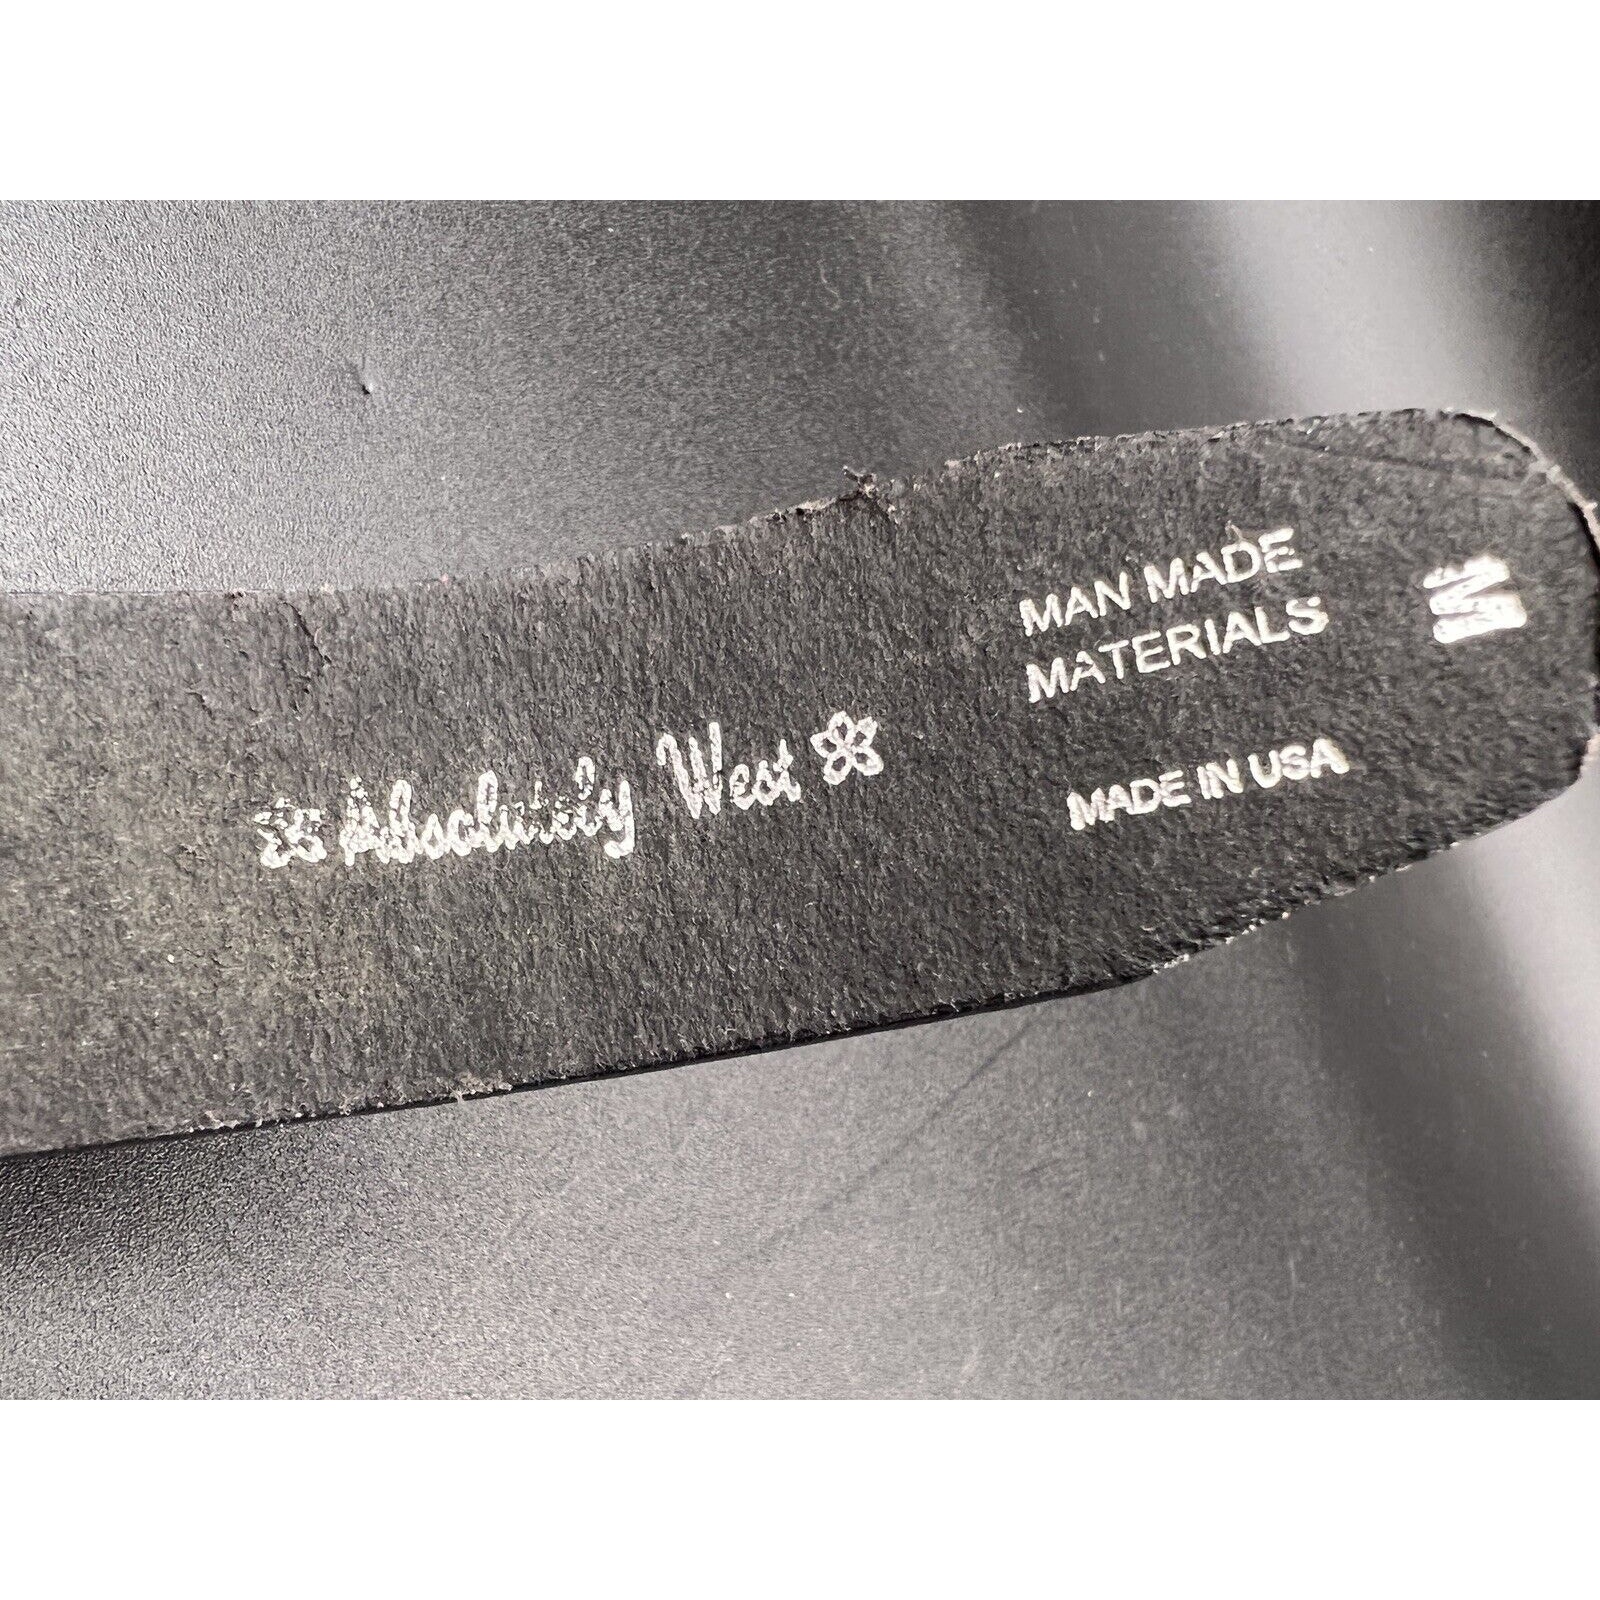 Absolutely West
MAN MADE
MATERIALS
MADE IN USA